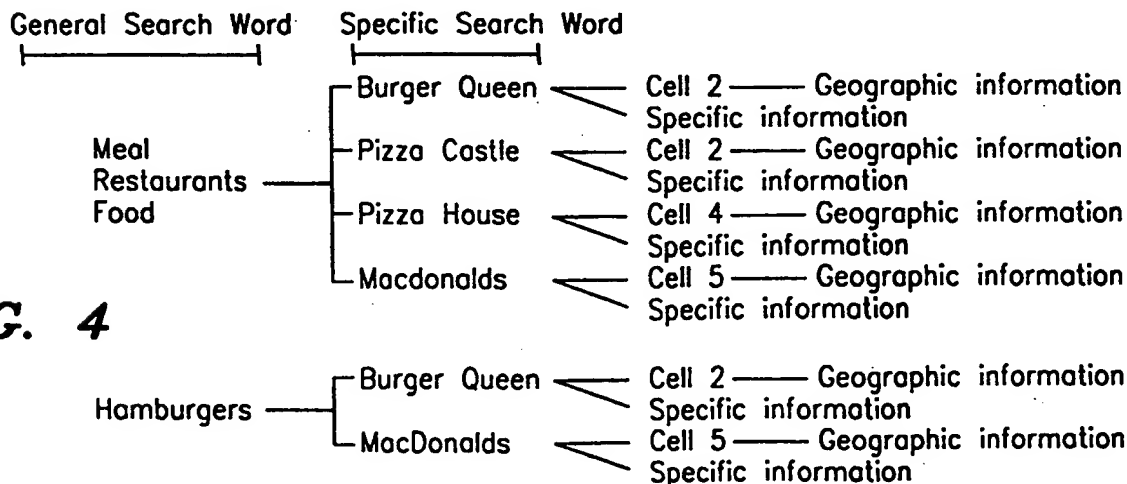 General Search Word Specific Search Word
Burger Queen Cell 2 Geographic information
Specific information
Meal Pizza Castle Cell 2 Geographic information
Restaurants Specific information
Food Pizza House Cell 4 Geographic information
Specific information
Macdonalds Cell 5 Geographic information
Specific information
G. 4
Burger Queen Cell 2 Geographic information
Hamburgers Specific information
MacDonalds Cell 5 Geographic information
Specific information